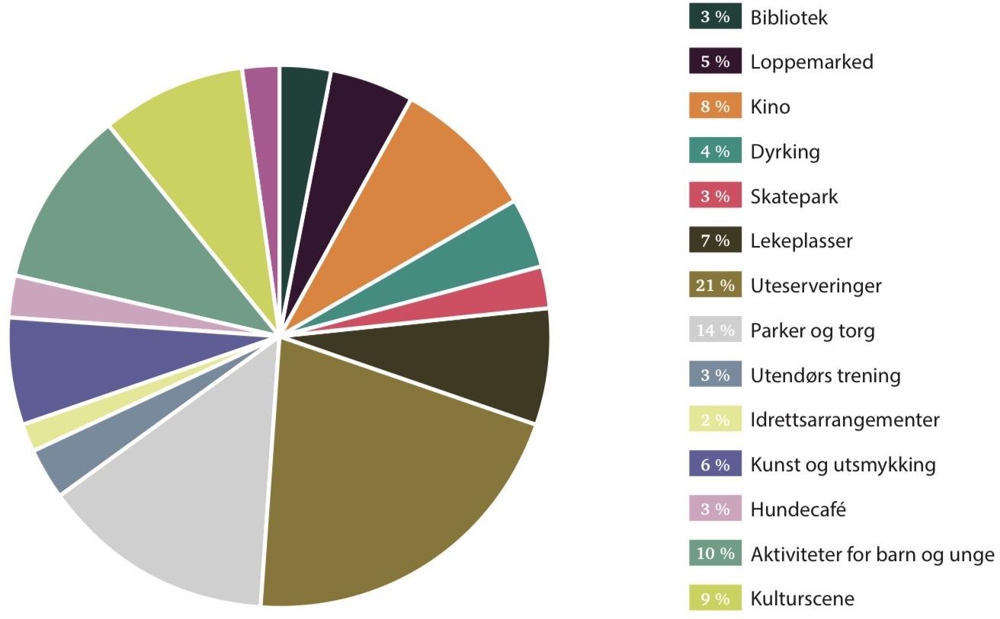 3 % Bibliotek
5 % Loppemarked
8 % Kino
4 % Dyrking
3 % Skatepark
7 % Lekeplasser
21 % Uteserveringer
14 % Parker og torg
3 % Utendørs trening
2 % Idrettsarrangementer
6 % Kunst og utsmykking
3 % Hundecafé
10 % Aktiviteter for barn og unge
9 % Kulturscene